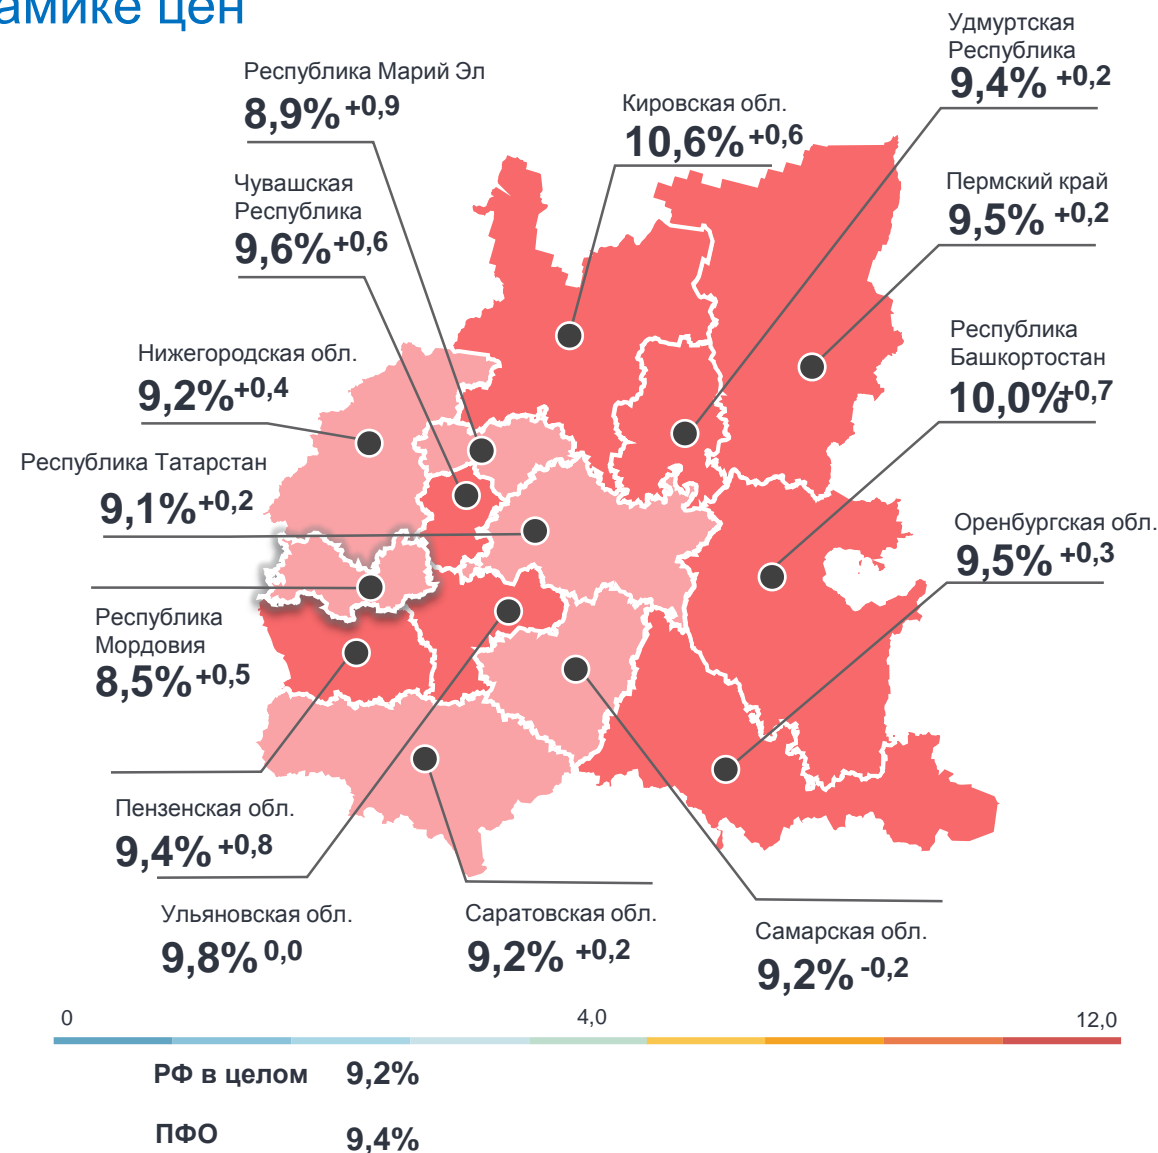 амике цен
Удмуртская
Республика
9,4% +0,2
Республика Марий Эл
8,9% +0,9
Кировская обл.
10,6% +0,6
Чувашская
Республика
9,6% +0,6
Пермский край
9,5% +0,2
Республика
Башкортостан
10,0% +0,7
Нижегородская обл.
9,2% +0,4
Республика Татарстан
9,1% +0,2
Оренбургская обл.
9,5% +0,3
Республика
Мордовия
8,5% +0,5
Пензенская обл.
9,4% +0,8
Ульяновская обл.
9,8% 0,0
Саратовская обл.
9,2% +0,2
Самарская обл.
9,2% -0,2
0 4,0 12,0
РФ в целом 9,2%
ПФО 9,4%